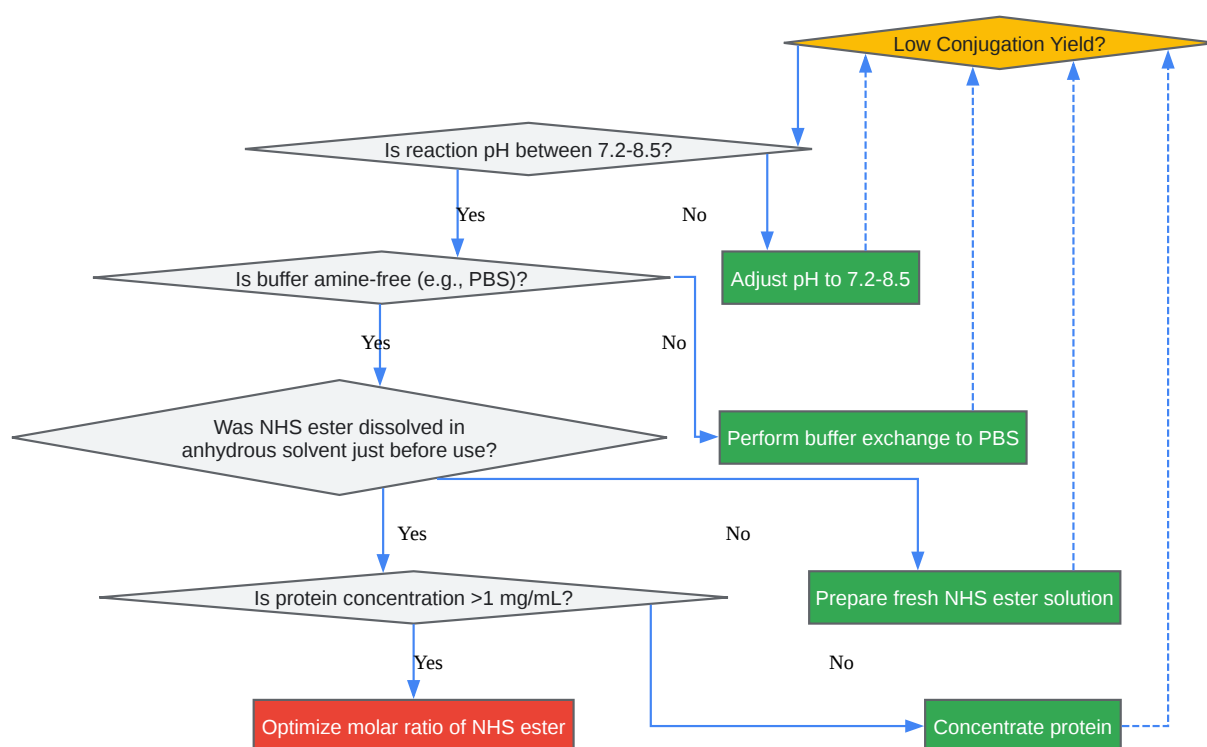 Low Conjugation Yield?
Is reaction pH between 7.2-8.5?
Yes
No
Is buffer amine-free (e.g., PBS)?
Adjust pH to 7.2-8.5
Yes
No
Was NHS ester dissolved in
anhydrous solvent just before use?
Perform buffer exchange to PBS
Yes
No
Is protein concentration >1 mg/mL?
Prepare fresh NHS ester solution
Yes
No
Optimize molar ratio of NHS ester
Concentrate protein